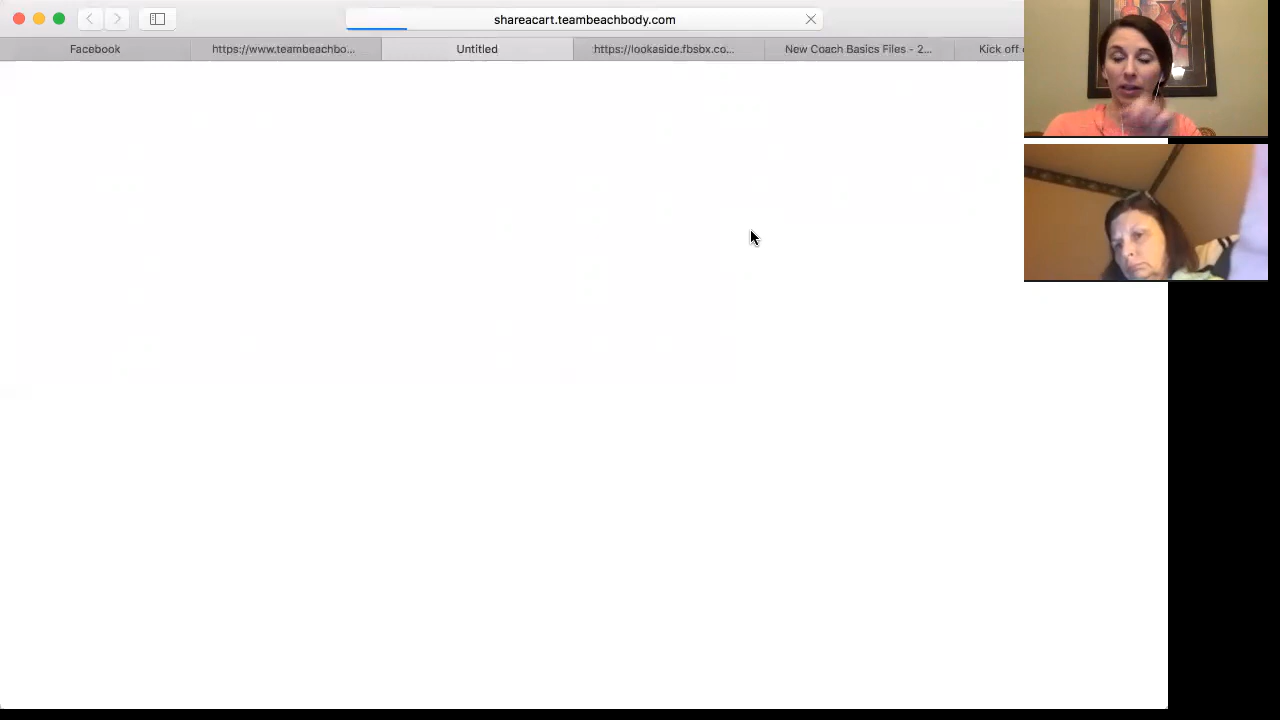 shareacart.teambeachbody.com
Facebook
https://www.teambeachbo...
Untitled
https://lookaside.fbsbx.co...
New Coach Basics Files - 2...
Kick off